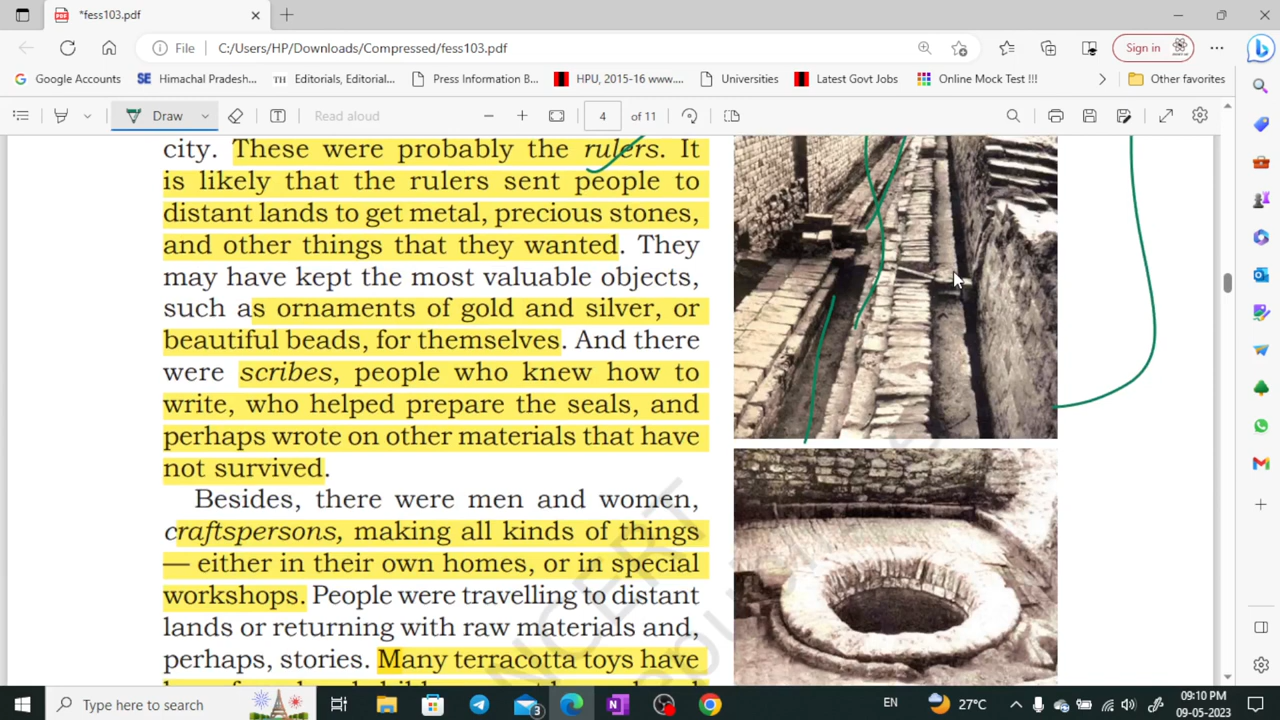 *fess103.pdf
File C:/Users/HP/Downloads/Compressed/fess103.pdf
Sign in
Google Accounts SE Himachal Pradesh... TH Editorials, Editorial... Press Information B... HPU, 2015-16 www.... Universities Latest Govt Jobs Online Mock Test !!! Other favorites
Draw Read aloud 4 of 11
city. These were probably the rulers. It
is likely that the rulers sent people to
distant lands to get metal, precious stones,
and other things that they wanted. They
may have kept the most valuable objects,
such as ornaments of gold and silver, or
beautiful beads, for themselves. And there
were scribes, people who knew how to
write, who helped prepare the seals, and
perhaps wrote on other materials that have
not survived.
Besides, there were men and women,
craftspersons, making all kinds of things
— either in their own homes, or in special
workshops. People were travelling to distant
lands or returning with raw materials and,
perhaps, stories. Many terracotta toys have
NCERT
Type here to search
3
EN
27°C
09:10 PM
09-05-2023